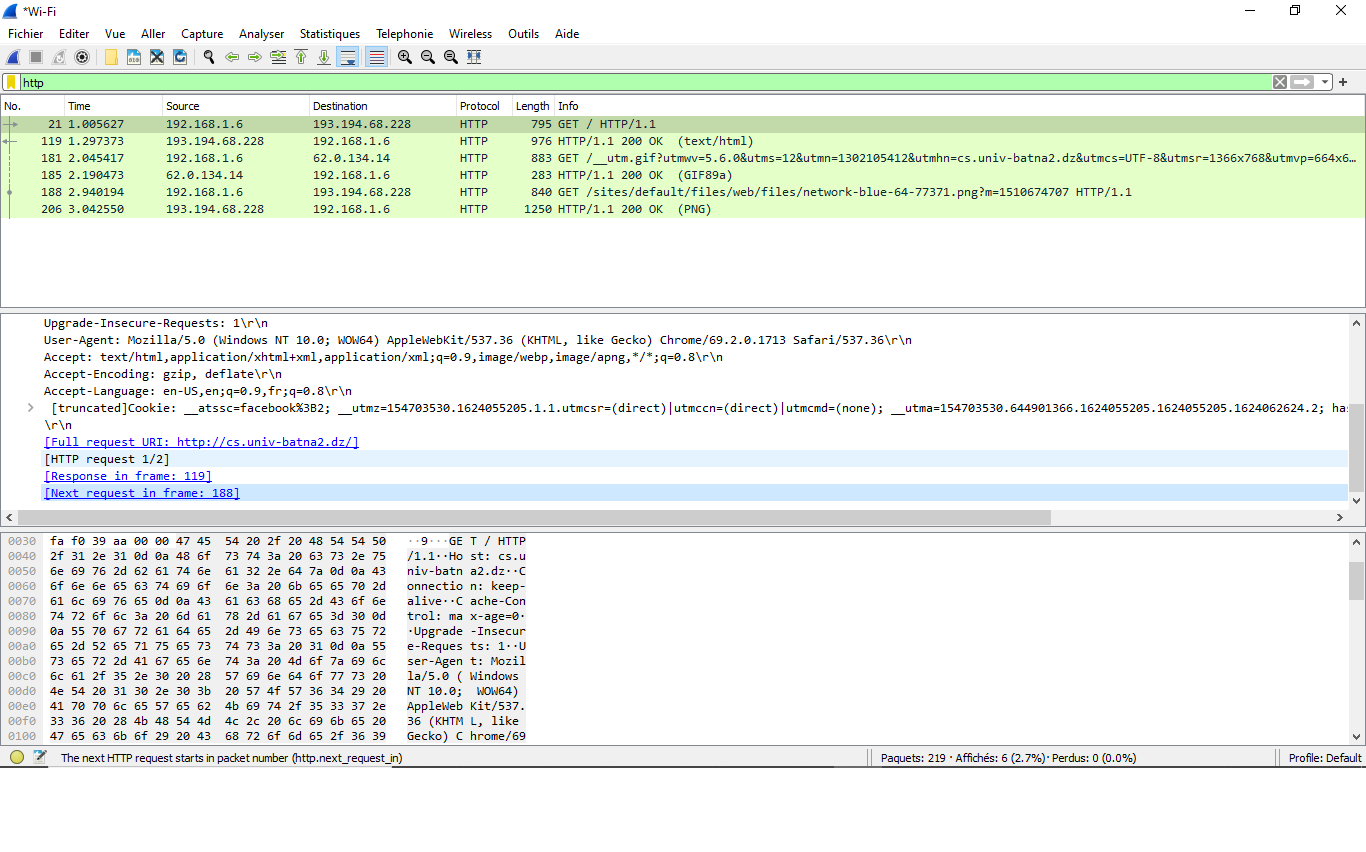 *Wi-Fi
Fichier Editer Vue Aller Capture Analyser Statistiques Telephonie Wireless Outils Aide
http
No. Time Source Destination Protocol Length Info
21 1.005627 192.168.1.6 193.194.68.228 HTTP 795 GET / HTTP/1.1
119 1.297373 193.194.68.228 192.168.1.6 HTTP 976 HTTP/1.1 200 OK (text/html)
181 2.045417 192.168.1.6 62.0.134.14 HTTP 883 GET /__utm.gif?utmwv=5.6.0&utms=12&utmn=1302105412&utmhn=cs.univ-batna2.dz&utmcs=UTF-8&utmsr=1366x768&utmvp=664x6…
185 2.190473 62.0.134.14 192.168.1.6 HTTP 283 HTTP/1.1 200 OK (GIF89a)
188 2.940194 192.168.1.6 193.194.68.228 HTTP 840 GET /sites/default/files/web/files/network-blue-64-77371.png?m=1510674707 HTTP/1.1
206 3.042550 193.194.68.228 192.168.1.6 HTTP 1250 HTTP/1.1 200 OK (PNG)
Upgrade-Insecure-Requests: 1\r\n
User-Agent: Mozilla/5.0 (Windows NT 10.0; WOW64) AppleWebKit/537.36 (KHTML, like Gecko) Chrome/69.2.0.1713 Safari/537.36\r\n
Accept: text/html,application/xhtml+xml,application/xml;q=0.9,image/webp,image/apng,*/*;q=0.8\r\n
Accept-Encoding: gzip, deflate\r\n
Accept-Language: en-US,en;q=0.9,fr;q=0.8\r\n
[truncated]Cookie: __atssc=facebook%3B2; __utmz=154703530.1624055205.1.1.utmcsr=(direct)|utmccn=(direct)|utmcmd=(none); __utma=154703530.644901366.1624055205.1624055205.1624062624.2; has
\r\n
[Full request URI: http://cs.univ-batna2.dz/]
[HTTP request 1/2]
[Response in frame: 119]
[Next request in frame: 188]
0030 fa f0 39 aa 00 00 47 45 54 20 2f 20 48 54 54 50 ··9···GE T / HTTP
0040 2f 31 2e 31 0d 0a 48 6f 73 74 3a 20 63 73 2e 75 /1.1··Ho st: cs.u
0050 6e 69 76 2d 62 61 74 6e 61 32 2e 64 7a 0d 0a 43 niv-batn a2.dz··C
0060 6f 6e 6e 65 63 74 69 6f 6e 3a 20 6b 65 65 70 2d onnectio n: keep-
0070 61 6c 69 76 65 0d 0a 43 61 63 68 65 2d 43 6f 6e alive··C ache-Con
0080 74 72 6f 6c 3a 20 6d 61 78 2d 61 67 65 3d 30 0d trol: ma x-age=0·
0090 0a 55 70 67 72 61 64 65 2d 49 6e 73 65 63 75 72 ·Upgrade -Insecur
00a0 65 2d 52 65 71 75 65 73 74 73 3a 20 31 0d 0a 55 e-Reques ts: 1··U
00b0 73 65 72 2d 41 67 65 6e 74 3a 20 4d 6f 7a 69 6c ser-Agen t: Mozil
00c0 6c 61 2f 35 2e 30 20 28 57 69 6e 64 6f 77 73 20 la/5.0 ( Windows
00d0 4e 54 20 31 30 2e 30 3b 20 57 4f 57 36 34 29 20 NT 10.0; WOW64)
00e0 41 70 70 6c 65 57 65 62 4b 69 74 2f 35 33 37 2e AppleWeb Kit/537.
00f0 33 36 20 28 4b 48 54 4d 4c 2c 20 6c 69 6b 65 20 36 (KHTM L, like
0100 47 65 63 6b 6f 29 20 43 68 72 6f 6d 65 2f 36 39 Gecko) C hrome/69
The next HTTP request starts in packet number (http.next_request_in) Paquets: 219 · Affichés: 6 (2.7%) · Perdus: 0 (0.0%) Profile: Default